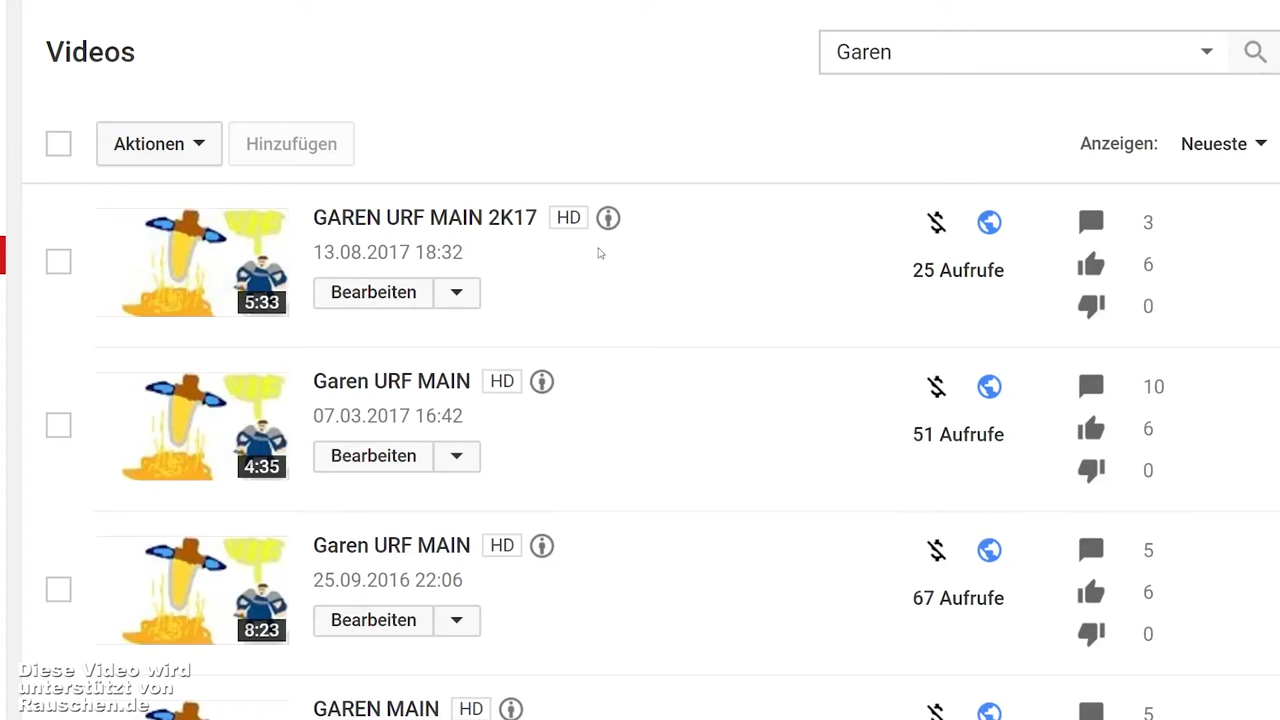 Videos
Garen
Aktionen
Hinzufügen
Anzeigen:
Neueste
GAREN URF MAIN 2K17
HD
13.08.2017 18:32
Bearbeiten
5:33
25 Aufrufe
3
6
0
Garen URF MAIN
HD
07.03.2017 16:42
Bearbeiten
4:35
51 Aufrufe
10
6
0
Garen URF MAIN
HD
25.09.2016 22:06
Bearbeiten
8:23
67 Aufrufe
5
6
0
GAREN MAIN
HD
5
Diese Video wird
unterstützt von
Rauschen.de